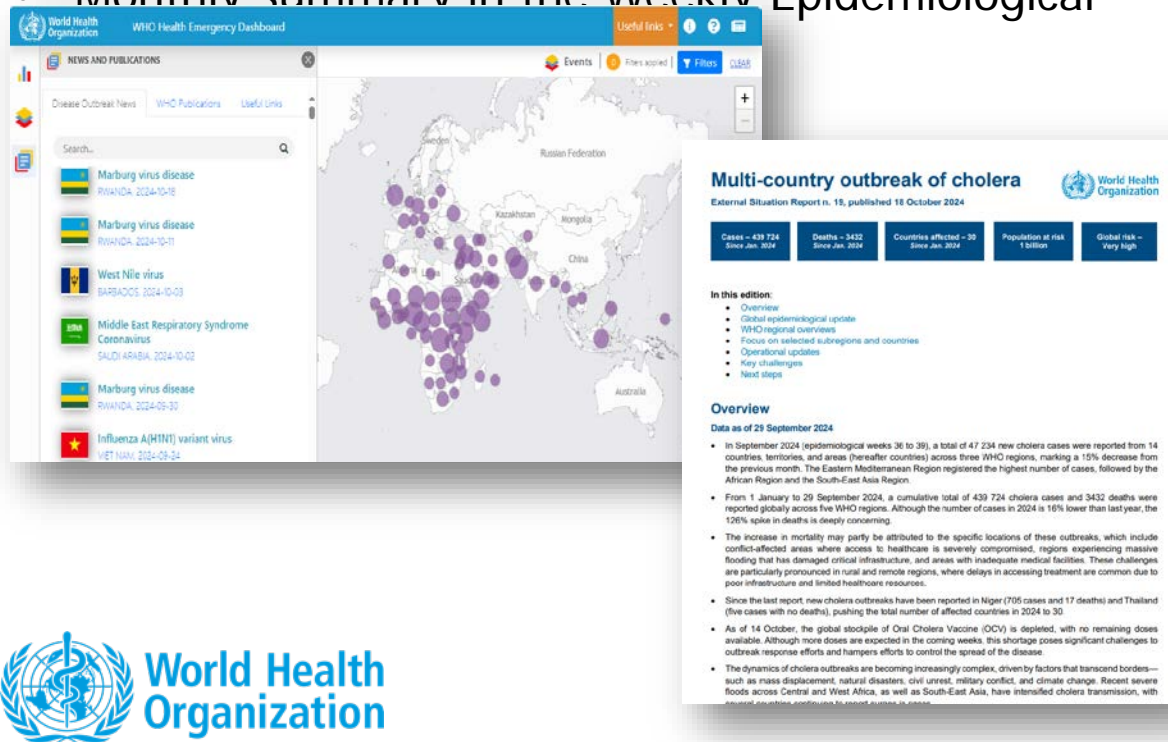 Monthly Summary in the Weekly Epidemiological
World Health
Organization
WHO Health Emergency Dashboard
Useful links
NEWS AND PUBLICATIONS
Events
0
Filters applied
Filters
CLEAR
Disease Outbreak News
WHO Publications
Useful Links
Search...
Marburg virus disease
RWANDA, 2024-10-18
Marburg virus disease
RWANDA, 2024-10-11
West Nile virus
BARBADOS, 2024-10-03
Middle East Respiratory Syndrome
Coronavirus
SAUDI ARABIA, 2024-10-02
Marburg virus disease
RWANDA, 2024-09-30
Influenza A(H1N1) variant virus
VIET NAM, 2024-09-24
Sweden
Russian Federation
Kazakhstan
Mongolia
China
Algeria
Libya
Saudi Arabia
Australia
+
−
Multi-country outbreak of cholera
External Situation Report n. 19, published 18 October 2024
World Health
Organization
Cases – 439 724
Since Jan. 2024
Deaths – 3432
Since Jan. 2024
Countries affected – 30
Since Jan. 2024
Population at risk
1 billion
Global risk –
Very high
In this edition:
• Overview
• Global epidemiological update
• WHO regional overviews
• Focus on selected subregions and countries
• Operational updates
• Key challenges
• Next steps
Overview
Data as of 29 September 2024
• In September 2024 (epidemiological weeks 36 to 39), a total of 47 234 new cholera cases were reported from 14
countries, territories, and areas (hereafter countries) across three WHO regions, marking a 15% decrease from
the previous month. The Eastern Mediterranean Region registered the highest number of cases, followed by the
African Region and the South-East Asia Region.
• From 1 January to 29 September 2024, a cumulative total of 439 724 cholera cases and 3432 deaths were
reported globally across five WHO regions. Although the number of cases in 2024 is 16% lower than last year, the
126% spike in deaths is deeply concerning.
• The increase in mortality may partly be attributed to the specific locations of these outbreaks, which include
conflict-affected areas where access to healthcare is severely compromised, regions experiencing massive
flooding that has damaged critical infrastructure, and areas with inadequate medical facilities. These challenges
are particularly pronounced in rural and remote regions, where delays in accessing treatment are common due to
poor infrastructure and limited healthcare resources.
• Since the last report, new cholera outbreaks have been reported in Niger (705 cases and 17 deaths) and Thailand
(five cases with no deaths), pushing the total number of affected countries in 2024 to 30.
• As of 14 October, the global stockpile of Oral Cholera Vaccine (OCV) is depleted, with no remaining doses
available. Although more doses are expected in the coming weeks, this shortage poses significant challenges to
outbreak response efforts and hampers efforts to control the spread of the disease.
• The dynamics of cholera outbreaks are becoming increasingly complex, driven by factors that transcend borders—
such as mass displacement, natural disasters, civil unrest, military conflict, and climate change. Recent severe
floods across Central and West Africa, as well as South-East Asia, have intensified cholera transmission, with
several countries continuing to report surges in cases.
World Health
Organization